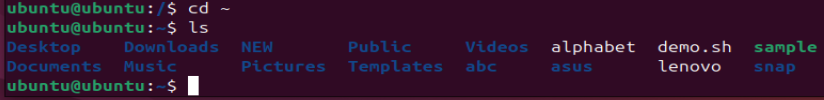 ubuntu@ubuntu:/$ cd ~
ubuntu@ubuntu:~$ ls
Desktop Downloads NEW Public Videos alphabet demo.sh sample
Documents Music Pictures Templates abc asus lenovo snap
ubuntu@ubuntu:~$